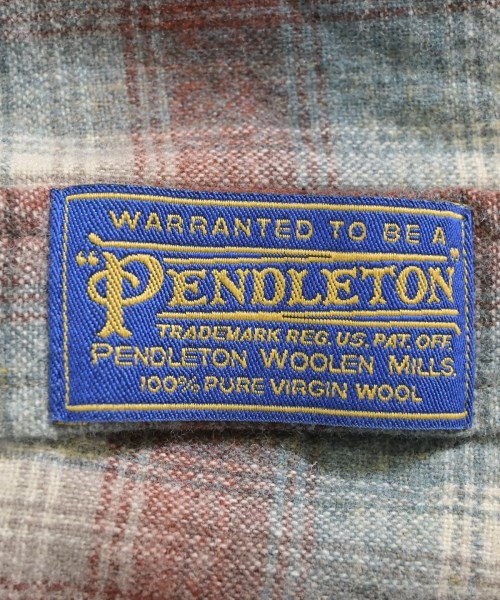 WARRANTED TO BE A
"PENDLETON"
TRADEMARK REG. US. PAT. OFF
PENDLETON WOOLEN MILLS.
100% PURE VIRGIN WOOL